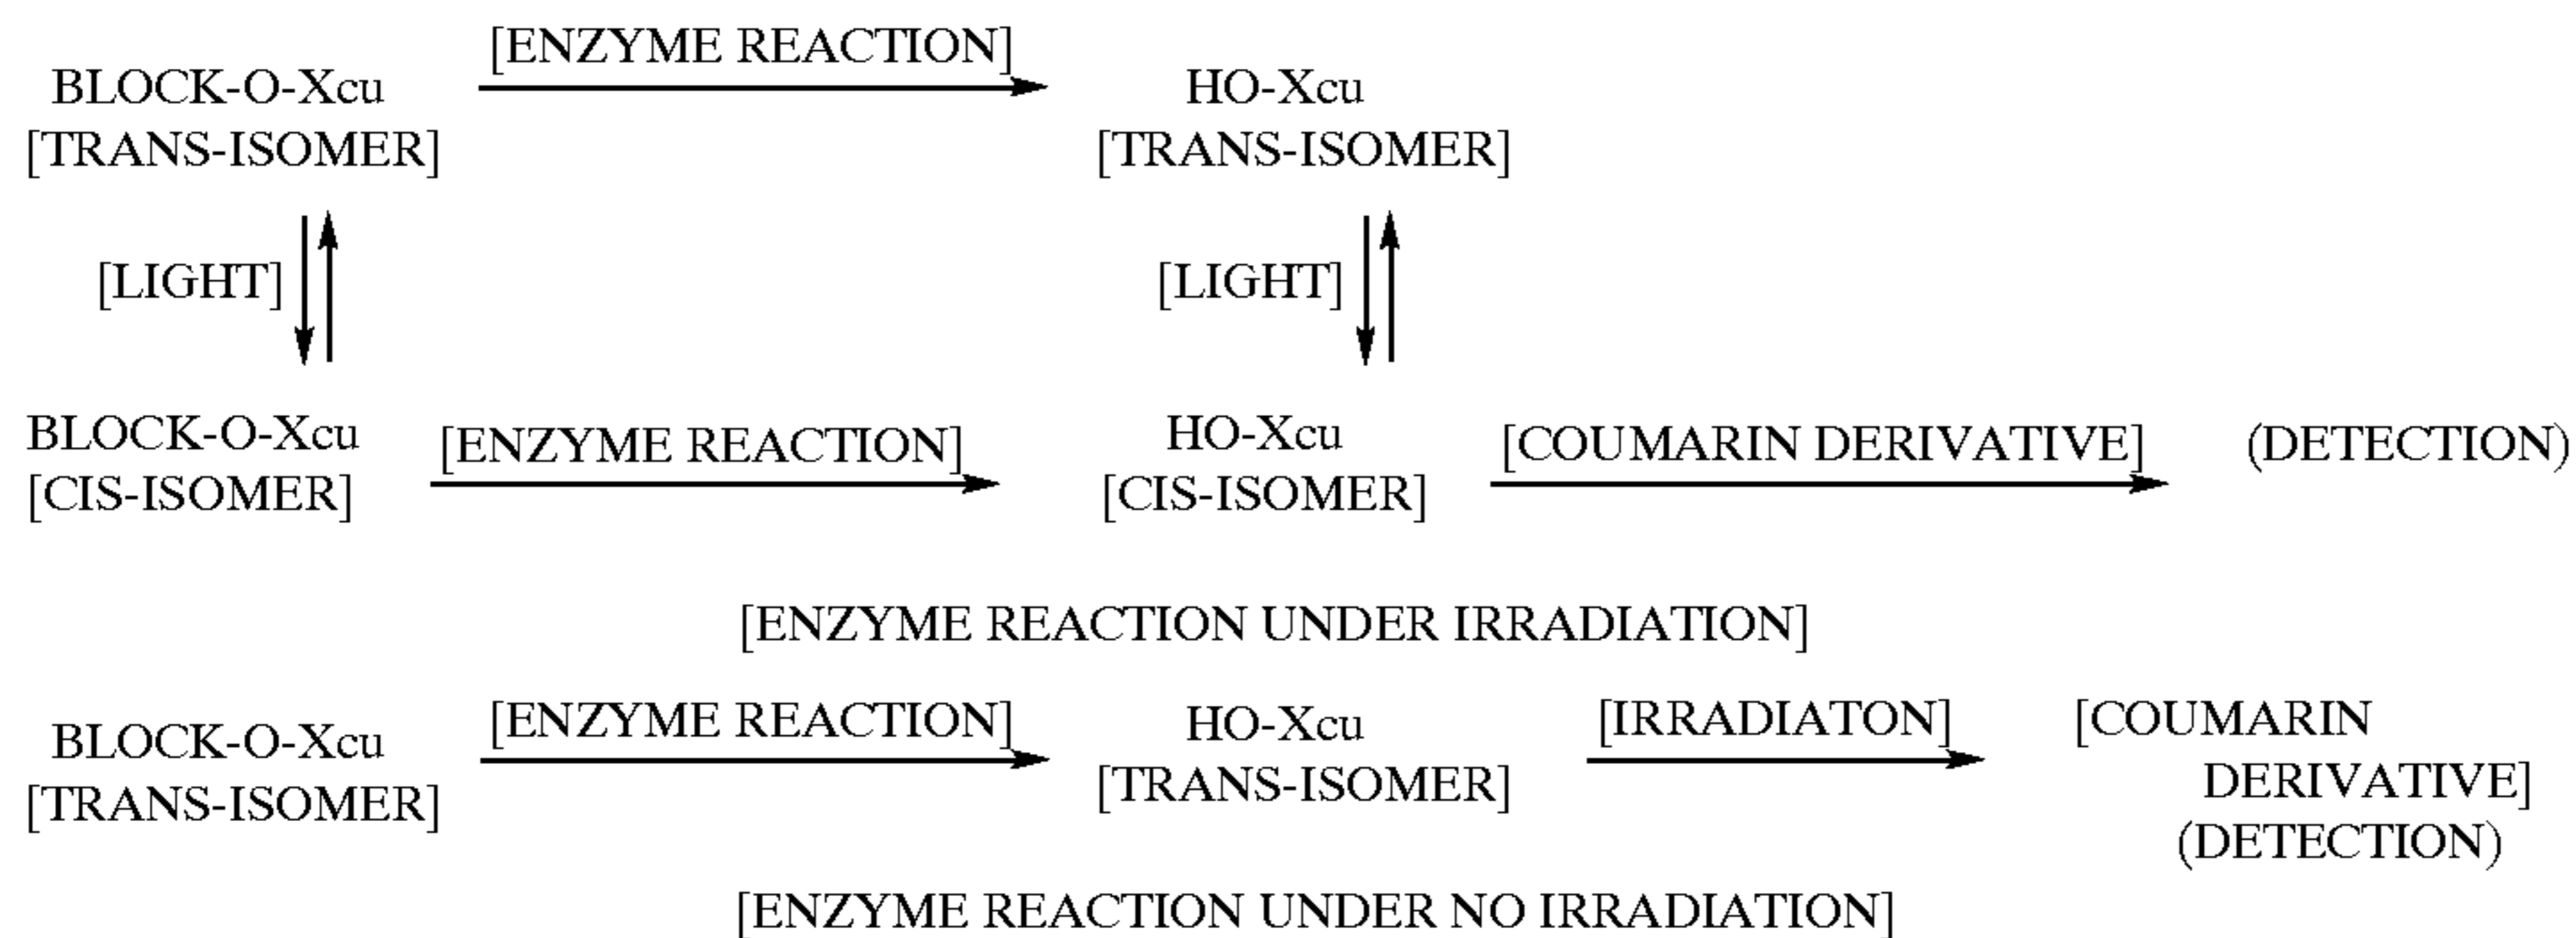 [ENZYME REACTION]
BLOCK-O-Xcu HO-Xcu
[TRANS-ISOMER] [TRANS-ISOMER]
[LIGHT] [LIGHT]
BLOCK-O-Xcu [ENZYME REACTION] HO-Xcu [COUMARIN DERIVATIVE] (DETECTION)
[CIS-ISOMER] [CIS-ISOMER]
[ENZYME REACTION UNDER IRRADIATION]
BLOCK-O-Xcu [ENZYME REACTION] HO-Xcu [IRRADIATON] [COUMARIN
[TRANS-ISOMER] [TRANS-ISOMER] DERIVATIVE]
(DETECTION)
[ENZYME REACTION UNDER NO IRRADIATION]